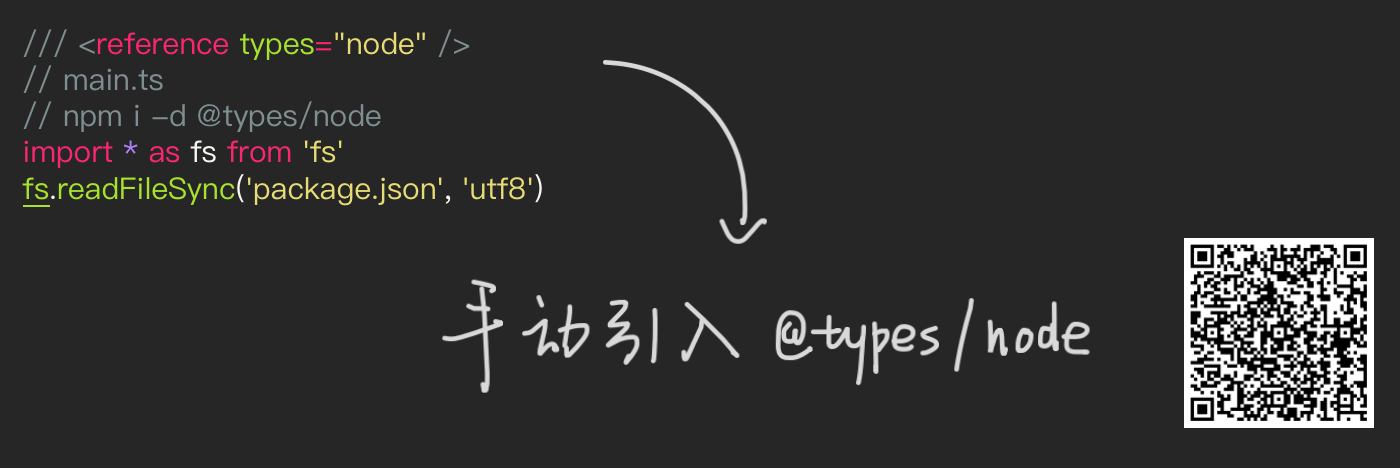 /// <reference types="node" />
// main.ts
// npm i -d @types/node
import * as fs from 'fs'
fs.readFileSync('package.json', 'utf8')
手动引入 @types/node